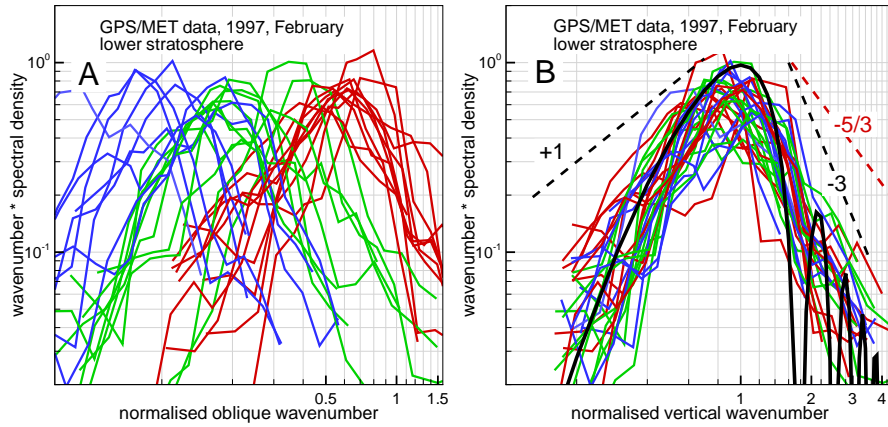 GPS/MET data, 1997, February
lower stratosphere
A
10⁰
10⁻¹
wavenumber * spectral density
0.5
1
1.5
normalised oblique wavenumber
GPS/MET data, 1997, February
lower stratosphere
B
10⁰
10⁻¹
wavenumber * spectral density
+1
-5/3
-3
1
2
3
4
normalised vertical wavenumber